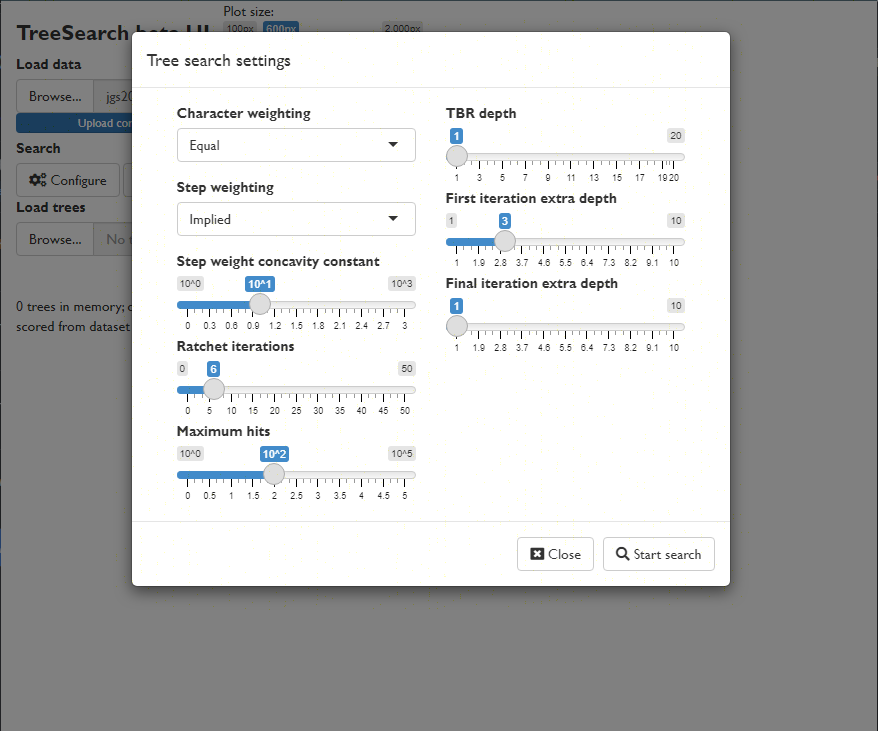 Plot size:
100px 600px 2,000px
TreeSearch beta UI
Load data
Browse... jgs20
Upload co
Search
Configure
Load trees
Browse... No t
0 trees in memory;
scored from dataset
Tree search settings
Character weighting
Equal
Step weighting
Implied
Step weight concavity constant
10^0 10^1 10^3
0 0.3 0.6 0.9 1.2 1.5 1.8 2.1 2.4 2.7 3
Ratchet iterations
0 6 50
0 5 10 15 20 25 30 35 40 45 50
Maximum hits
10^0 10^2 10^5
0 0.5 1 1.5 2 2.5 3 3.5 4 4.5 5
TBR depth
1 20
1 3 5 7 9 11 13 15 17 19 20
First iteration extra depth
1 3 10
1 1.9 2.8 3.7 4.6 5.5 6.4 7.3 8.2 9.1 10
Final iteration extra depth
1 10
1 1.9 2.8 3.7 4.6 5.5 6.4 7.3 8.2 9.1 10
Close Start search